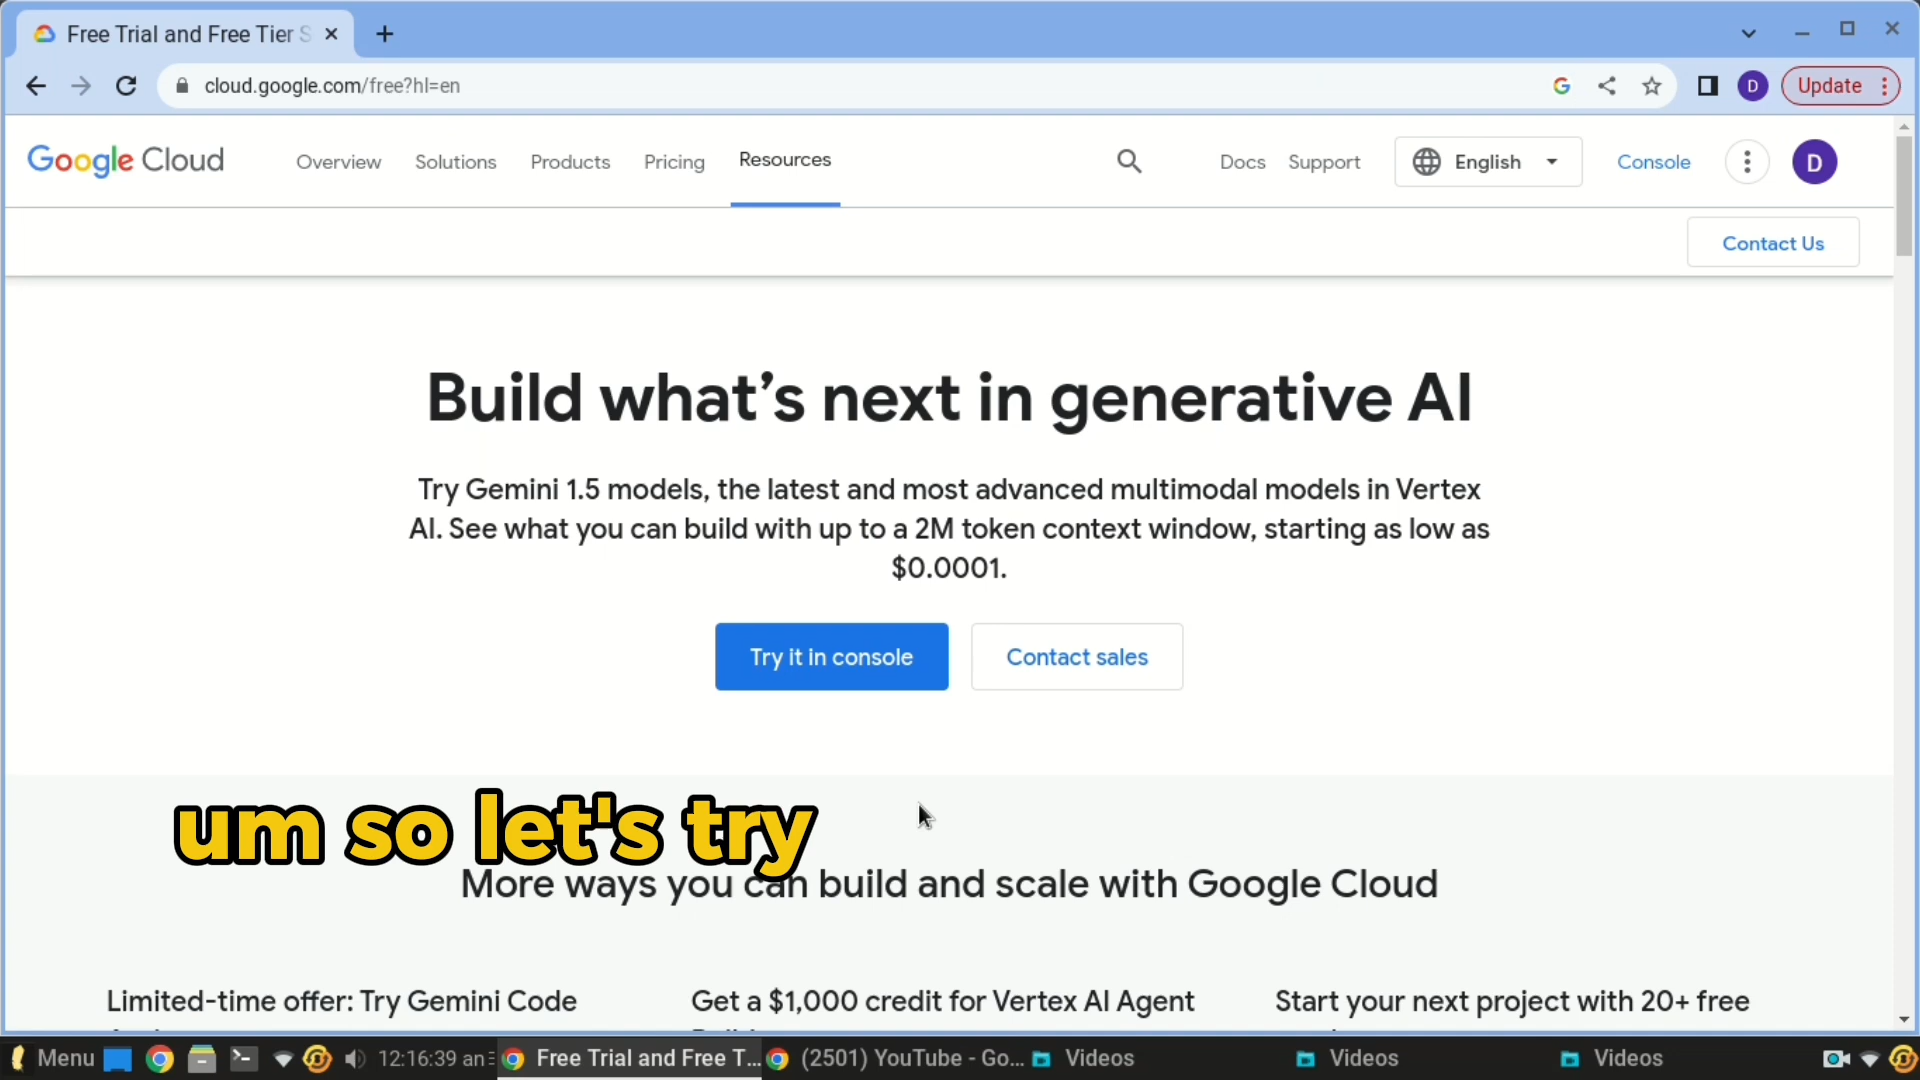 Free Trial and Free Tier S
cloud.google.com/free?hl=en
D
Update
Google Cloud
Overview
Solutions
Products
Pricing
Resources
Docs
Support
English
Console
D
Contact Us
Build what's next in generative AI
Try Gemini 1.5 models, the latest and most advanced multimodal models in Vertex
AI. See what you can build with up to a 2M token context window, starting as low as
$0.0001.
Try it in console
Contact sales
um so let's try
More ways you can build and scale with Google Cloud
Limited-time offer: Try Gemini Code
Get a $1,000 credit for Vertex AI Agent
Start your next project with 20+ free
Menu
12:16:39 an
Free Trial and Free T...
(2501) YouTube - Go...
Videos
Videos
Videos